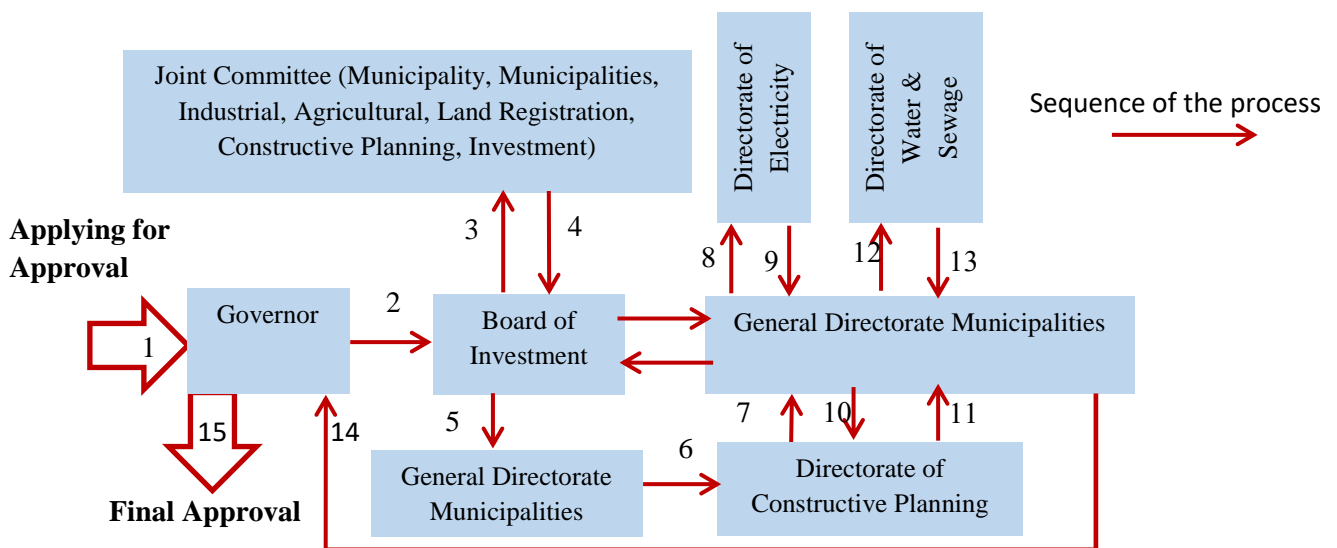 Joint Committee (Municipality, Municipalities,
Industrial, Agricultural, Land Registration,
Constructive Planning, Investment)
Directorate of
Electricity
Directorate of
Water &
Sewage
Sequence of the process
3
4
8
9
12
13
Applying for
Approval
1
Governor
2
Board of
Investment
General Directorate Municipalities
15
14
5
6
7
10
11
General Directorate
Municipalities
Directorate of
Constructive Planning
Final Approval